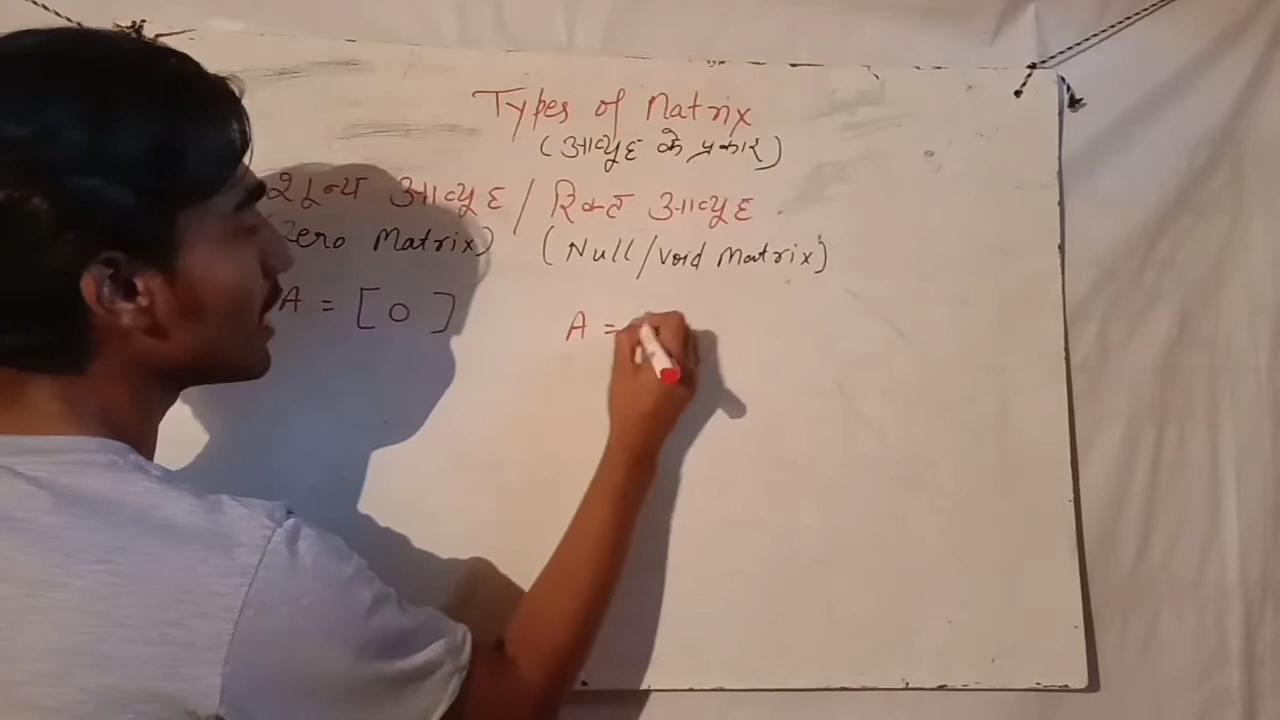 Types of Matrix
(आव्यूह के प्रकार)
शून्य आव्यूह / रिक्त आव्यूह
Zero Matrix) (Null/Void Matrix)
A = [ 0 ]
A =